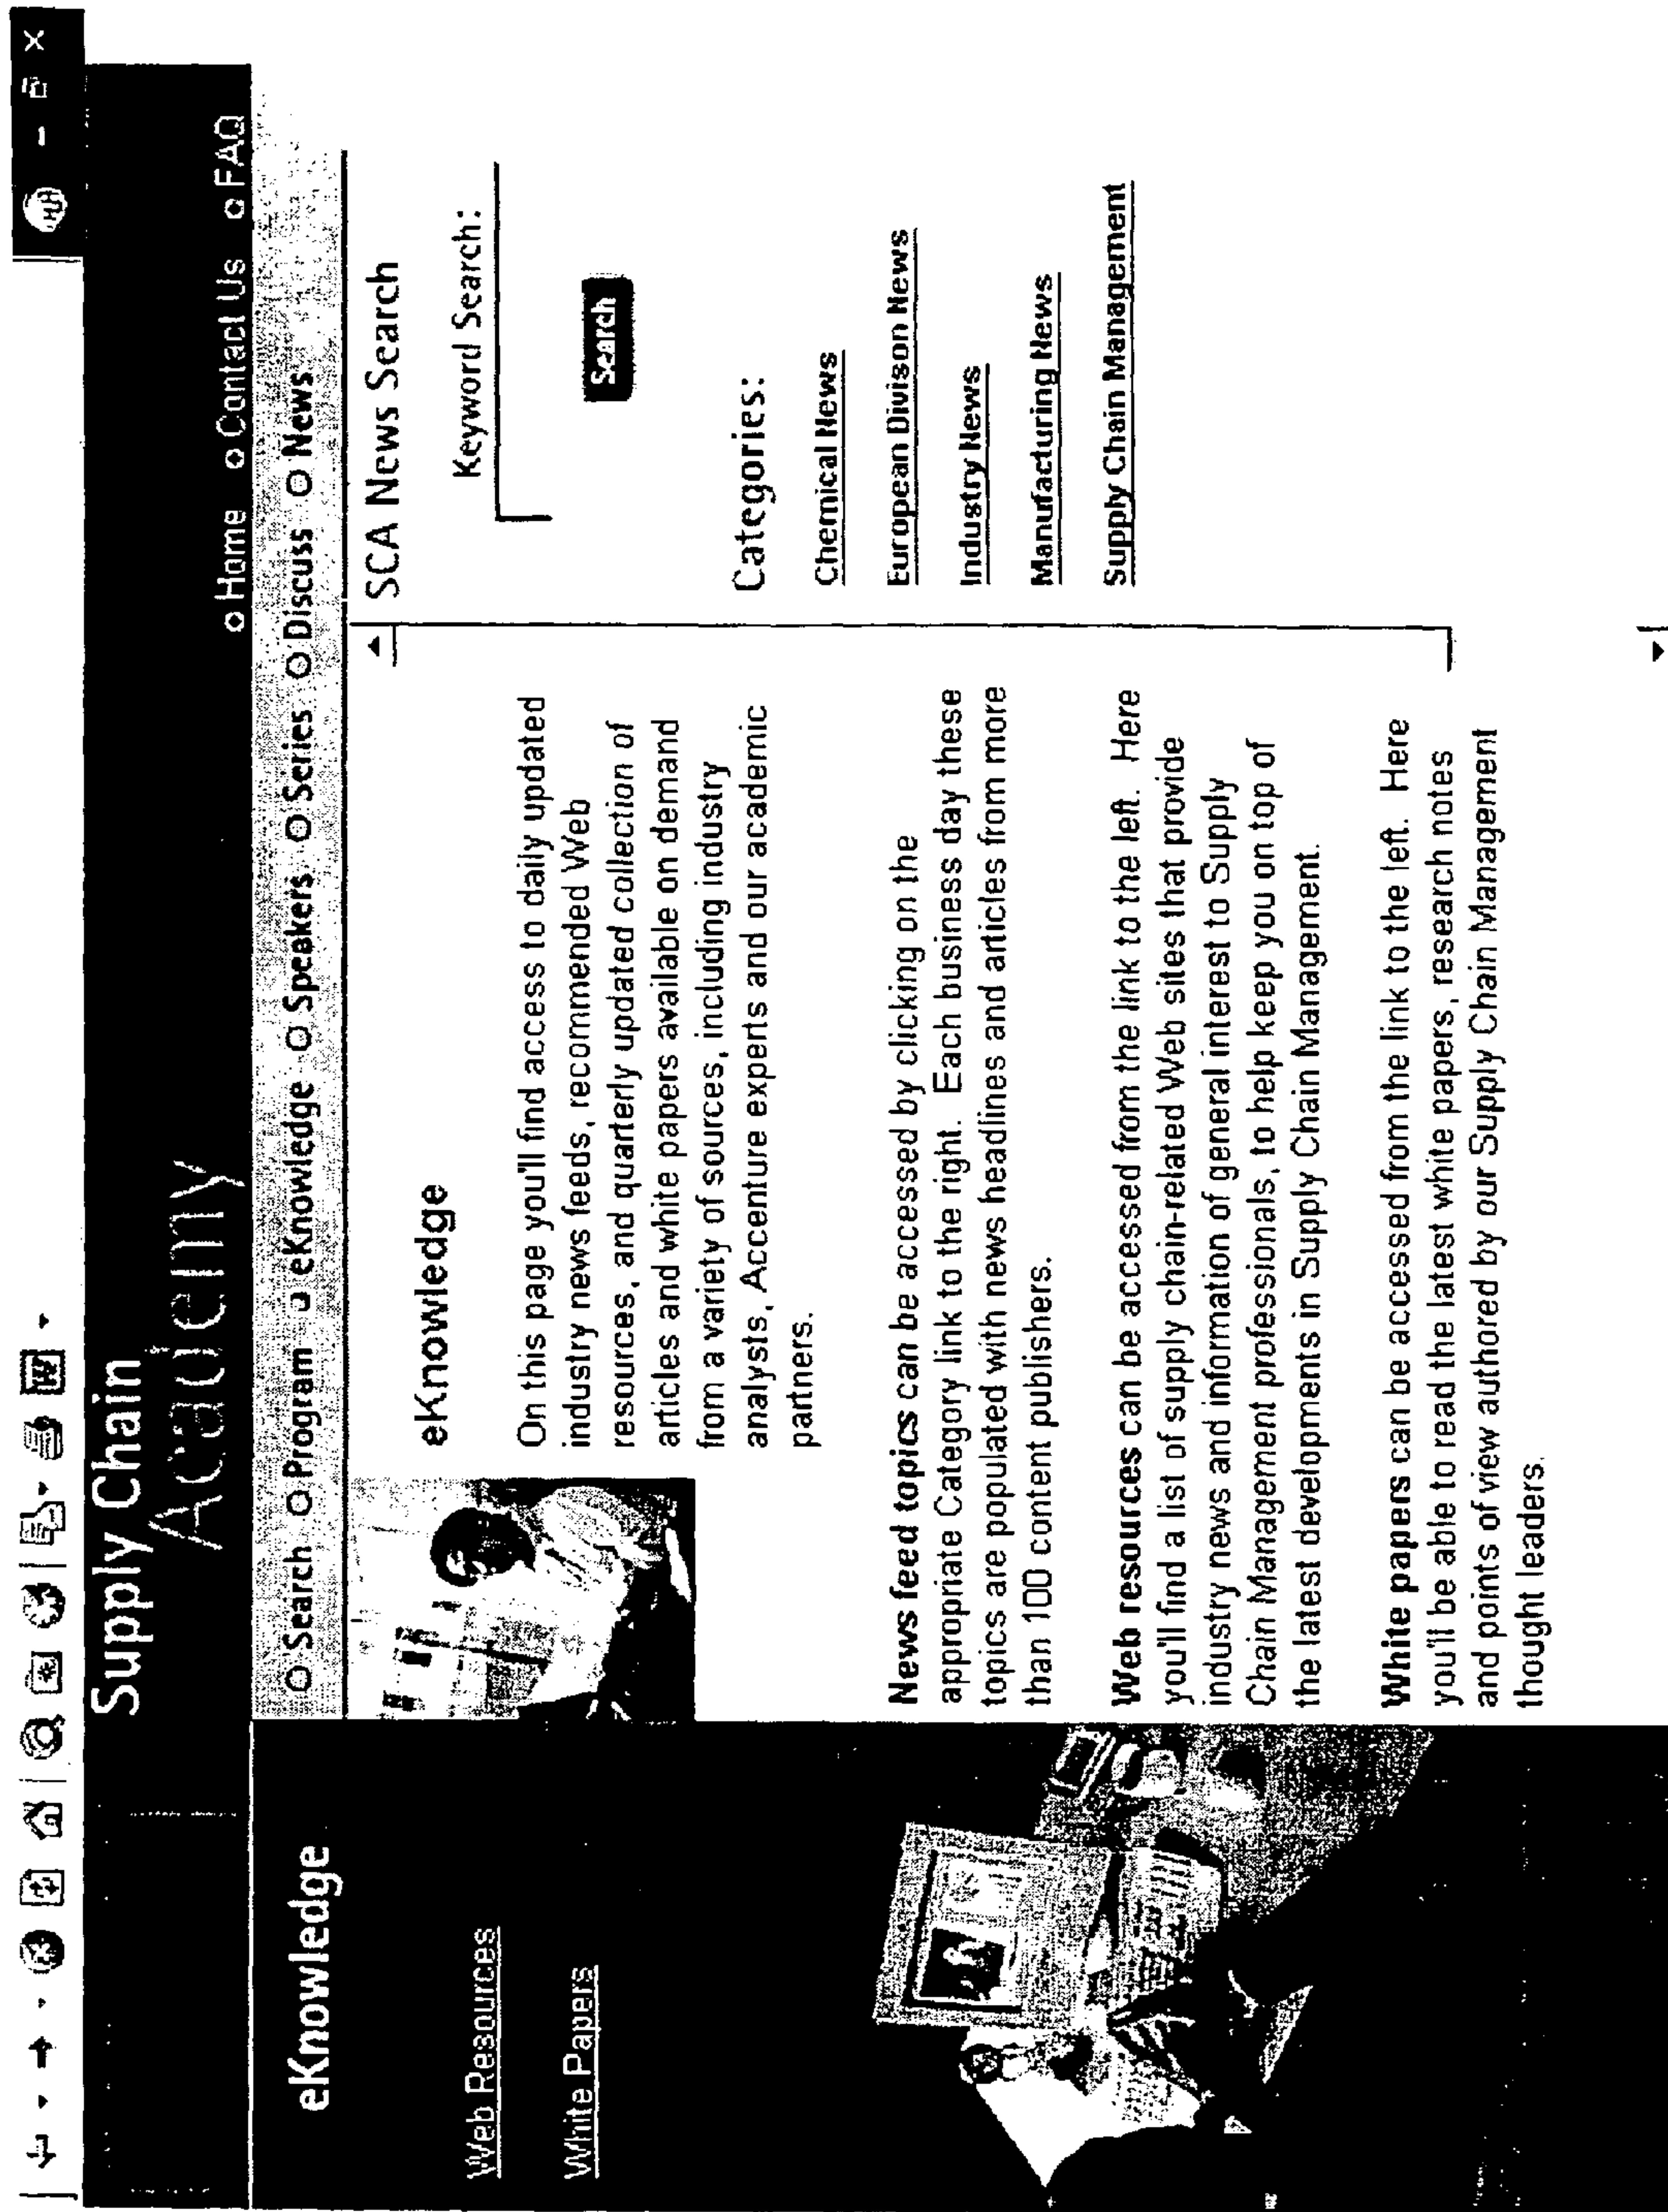 Supply Chain
Academy
Home Contact Us FAQ
Search Program eKnowledge Speakers Series Discuss News
eKnowledge
Web Resources
White Papers
eKnowledge
On this page you'll find access to daily updated
industry news feeds, recommended Web
resources, and quarterly updated collection of
articles and white papers available on demand
from a variety of sources, including industry
analysts, Accenture experts and our academic
partners.
News feed topics can be accessed by clicking on the
appropriate Category link to the right. Each business day these
topics are populated with news headlines and articles from more
than 100 content publishers.
Web resources can be accessed from the link to the left. Here
you'll find a list of supply chain-related Web sites that provide
industry news and information of general interest to Supply
Chain Management professionals, to help keep you on top of
the latest developments in Supply Chain Management.
White papers can be accessed from the link to the left. Here
you'll be able to read the latest white papers, research notes
and points of view authored by our Supply Chain Management
thought leaders.
SCA News Search
Keyword Search:
Search
Categories:
Chemical News
European Divison News
Industry News
Manufacturing News
Supply Chain Management